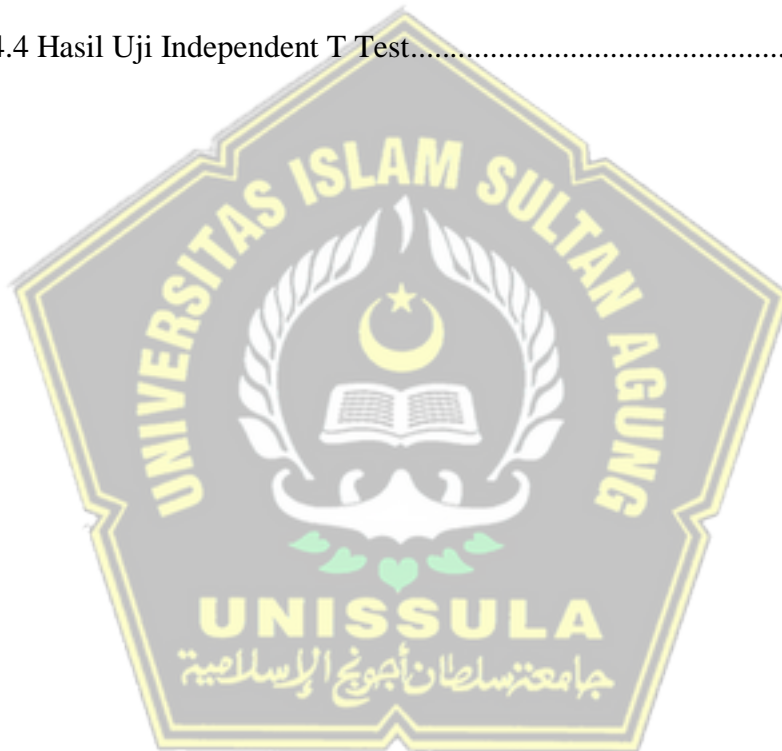 4.4 Hasil Uji Independent T Test................................................
UNIVERSITAS ISLAM SULTAN AGUNG
UNISSULA
جامعة سلطان أجونج الإسلامية